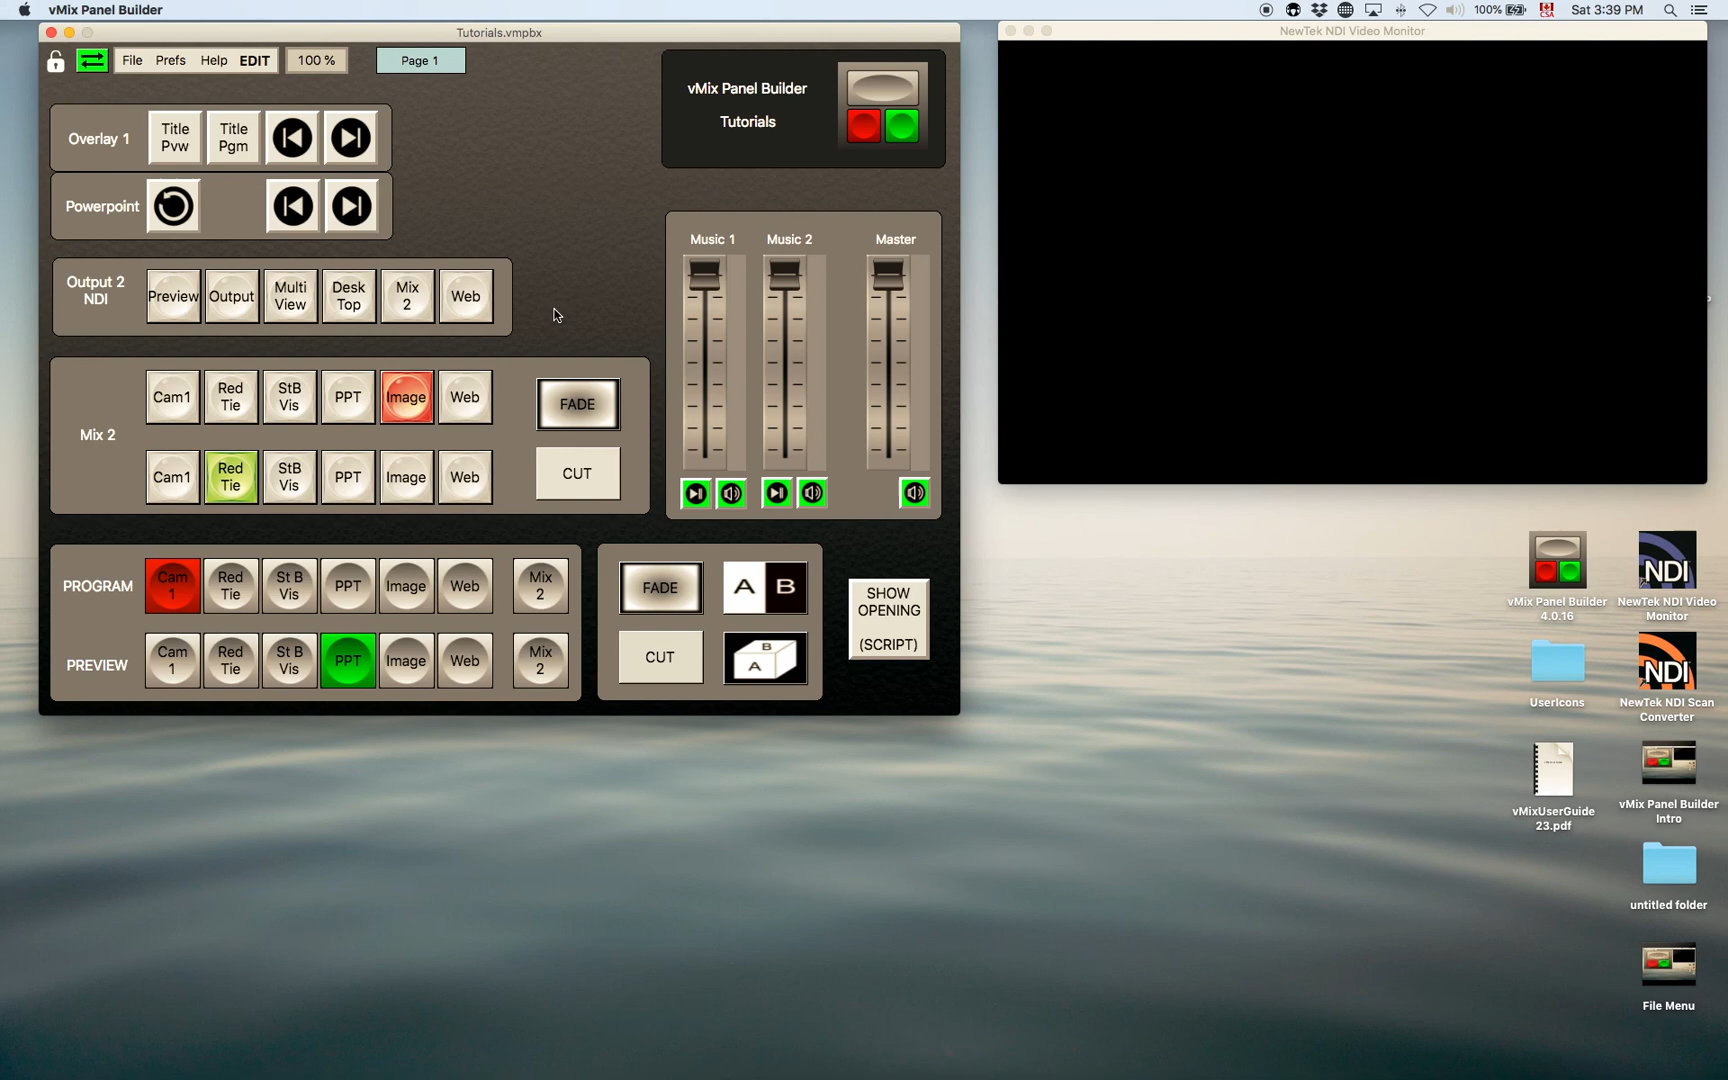 vMix Panel Builder
100%
CSA
Sat 3:39 PM
Tutorials.vmpbx
NewTek NDI Video Monitor
File Prefs Help EDIT
100 %
Page 1
vMix Panel Builder
Tutorials
Overlay 1
Title
Pvw
Title
Pgm
Powerpoint
Output 2
NDI
Preview
Output
Multi
View
Desk
Top
Mix
2
Web
Music 1
Music 2
Master
Mix 2
Cam1
Red
Tie
StB
Vis
PPT
Image
Web
FADE
Cam1
Red
Tie
StB
Vis
PPT
Image
Web
CUT
PROGRAM
Cam
1
Red
Tie
St B
Vis
PPT
Image
Web
Mix
2
FADE
A B
PREVIEW
Cam
1
Red
Tie
St B
Vis
PPT
Image
Web
Mix
2
CUT
B
A
SHOW
OPENING
(SCRIPT)
vMix Panel Builder
4.0.16
NDI
NewTek NDI Video
Monitor
UserIcons
NDI
NewTek NDI Scan
Converter
vMixUserGuide
23.pdf
vMix Panel Builder
Intro
untitled folder
File Menu